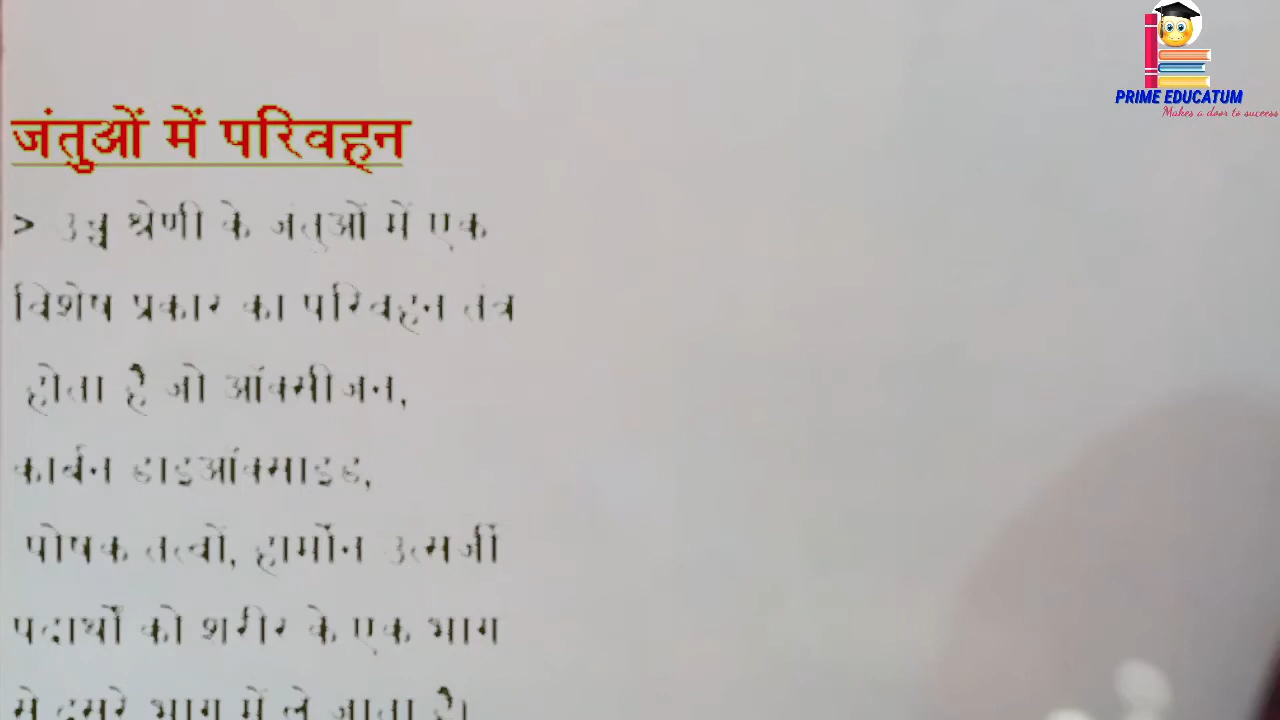 PRIME EDUCATUM
Makes a door to success
जंतुओं में परिवहन
> उच्च श्रेणी के जंतुओं में एक
विशेष प्रकार का परिवहन तंत्र
होता है जो ऑक्सीजन,
कार्बन डाइऑक्साइड,
पोषक तत्वों, हार्मोन उत्सर्जी
पदार्थों को शरीर के एक भाग
से दूसरे भाग में ले जाता है।